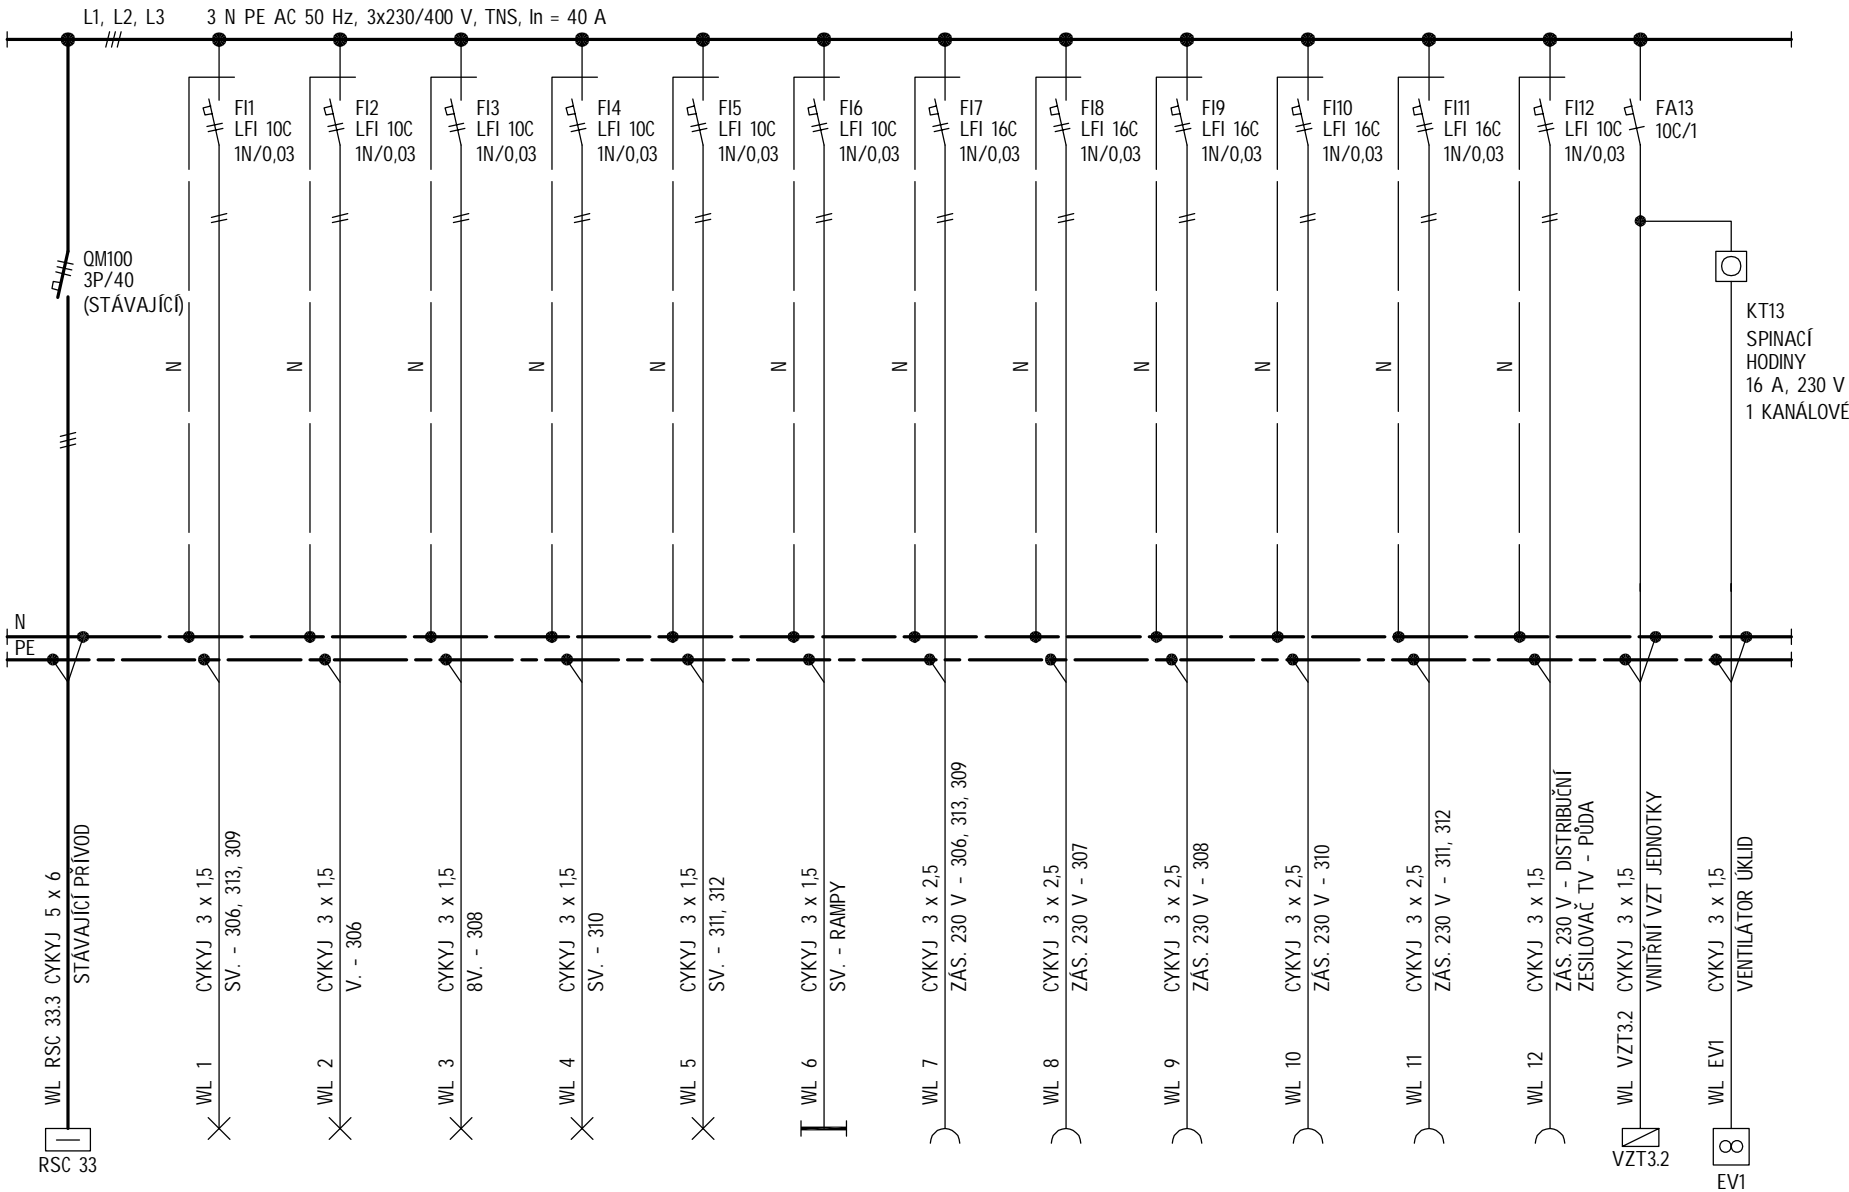 L1, L2, L3 3 N PE AC 50 Hz, 3x230/400 V, TNS, In = 40 A
FI1
LFI 10C
1N/0,03
FI2
LFI 10C
1N/0,03
FI3
LFI 10C
1N/0,03
FI4
LFI 10C
1N/0,03
FI5
LFI 10C
1N/0,03
FI6
LFI 10C
1N/0,03
FI7
LFI 16C
1N/0,03
FI8
LFI 16C
1N/0,03
FI9
LFI 16C
1N/0,03
FI10
LFI 16C
1N/0,03
FI11
LFI 16C
1N/0,03
FI12
LFI 10C
1N/0,03
FA13
10C/1
QM100
3P/40
(STÁVAJÍCÍ)
KT13
SPINACÍ
HODINY
16 A, 230 V
1 KANÁLOVÉ
N
N
N
N
N
N
N
N
N
N
N
N
N
PE
WL RSC 33.3 CYKYJ 5 x 6
STÁVAJÍCÍ PŘÍVOD
WL 1 CYKYJ 3 x 1,5
SV. - 306, 313, 309
WL 2 CYKYJ 3 x 1,5
V. - 306
WL 3 CYKYJ 3 x 1,5
8V. - 308
WL 4 CYKYJ 3 x 1,5
SV. - 310
WL 5 CYKYJ 3 x 1,5
SV. - 311, 312
WL 6 CYKYJ 3 x 1,5
SV. - RAMPY
WL 7 CYKYJ 3 x 2,5
ZÁS. 230 V - 306, 313, 309
WL 8 CYKYJ 3 x 2,5
ZÁS. 230 V - 307
WL 9 CYKYJ 3 x 2,5
ZÁS. 230 V - 308
WL 10 CYKYJ 3 x 2,5
ZÁS. 230 V - 310
WL 11 CYKYJ 3 x 2,5
ZÁS. 230 V - 311, 312
WL 12 CYKYJ 3 x 1,5
ZÁS. 230 V - DISTRIBUČNÍ
ZESILOVAČ TV - PŮDA
WL VZT3.2 CYKYJ 3 x 1,5
VNITŘNÍ VZT JEDNOTKY
WL EV1 CYKYJ 3 x 1,5
VENTILÁTOR ÚKLID
RSC 33
VZT3.2
EV1